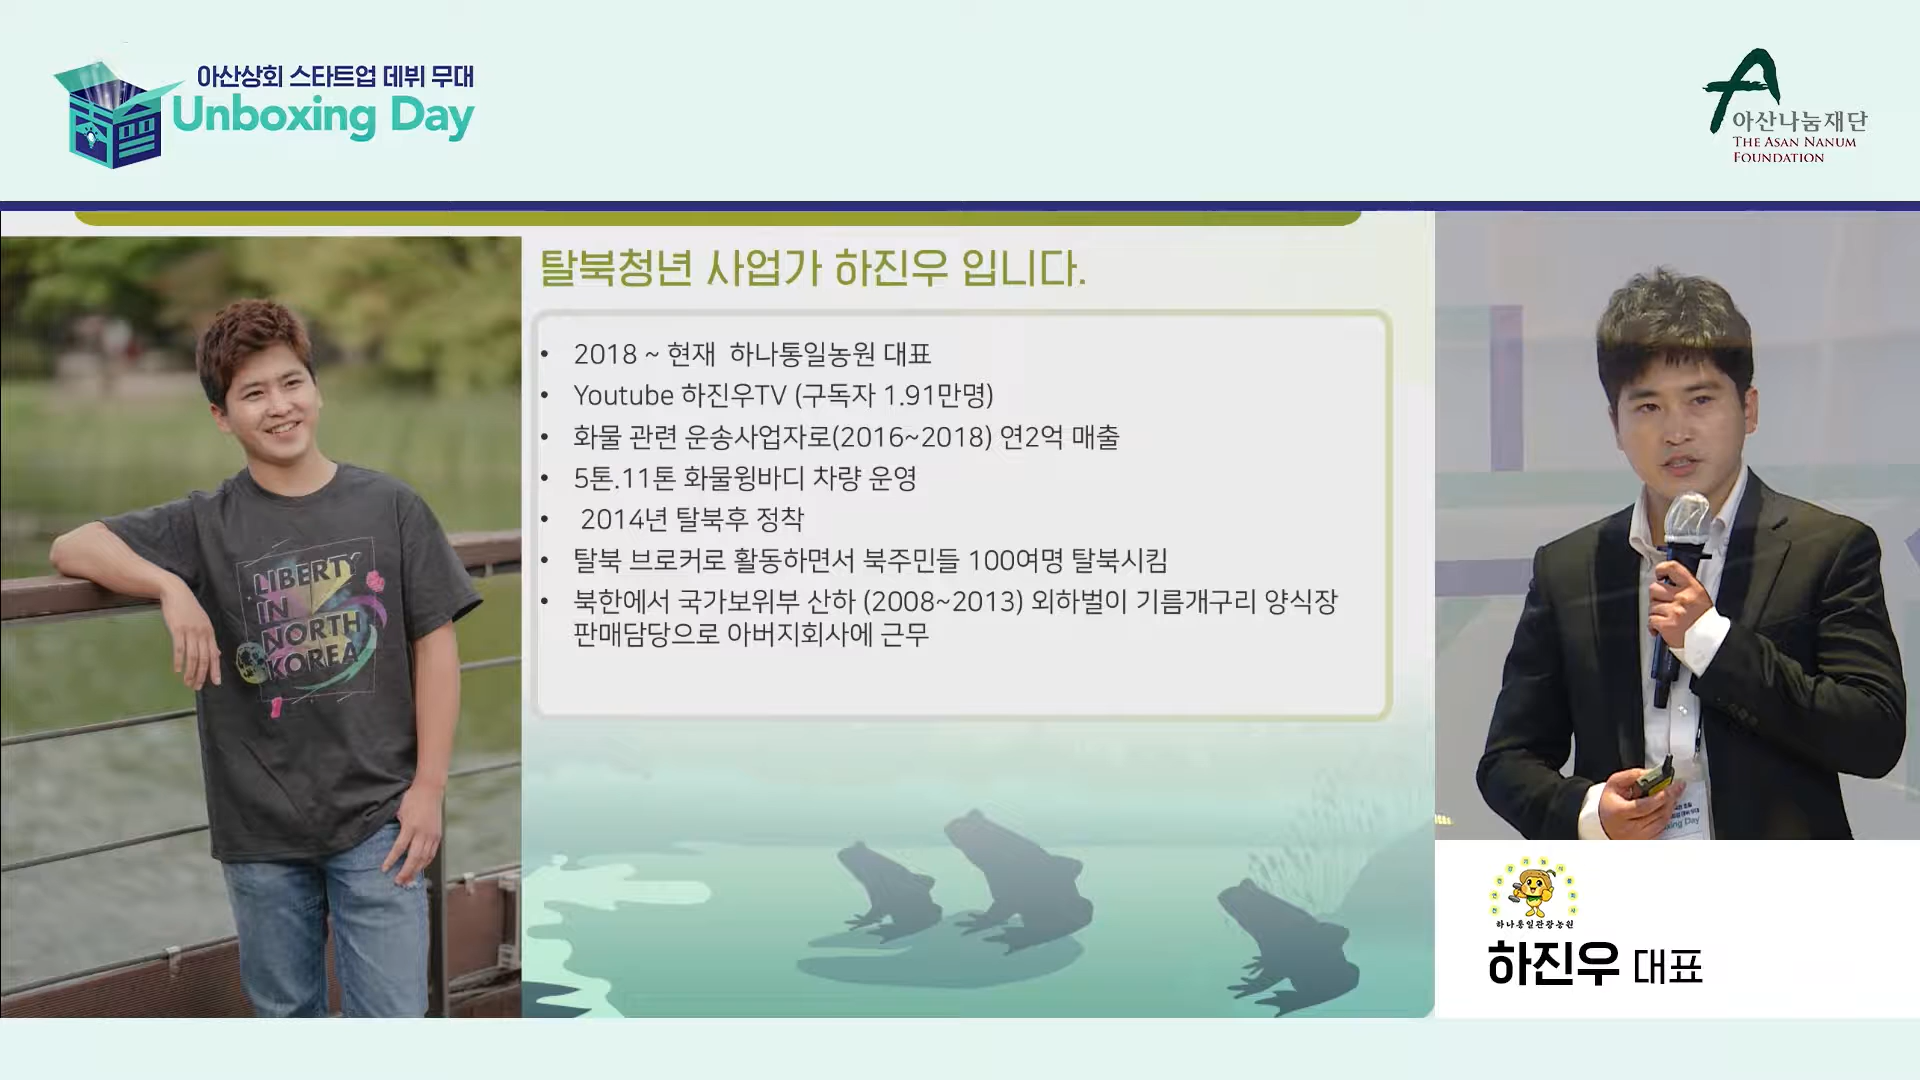 아산상회 스타트업 데뷔 무대
Unboxing Day
아산나눔재단
THE ASAN NANUM
FOUNDATION
탈북청년 사업가 하진우 입니다.
• 2018 ~ 현재 하나통일농원 대표
• Youtube 하진우TV (구독자 1.91만명)
• 화물 관련 운송사업자로(2016~2018) 연2억 매출
• 5톤.11톤 화물윙바디 차량 운영
• 2014년 탈북후 정착
• 탈북 브로커로 활동하면서 북주민들 100여명 탈북시킴
• 북한에서 국가보위부 산하 (2008~2013) 외하벌이 기름개구리 양식장
판매담당으로 아버지회사에 근무
LIBERTY
IN
NORTH
KOREA
하나통일관광농원
하진우 대표